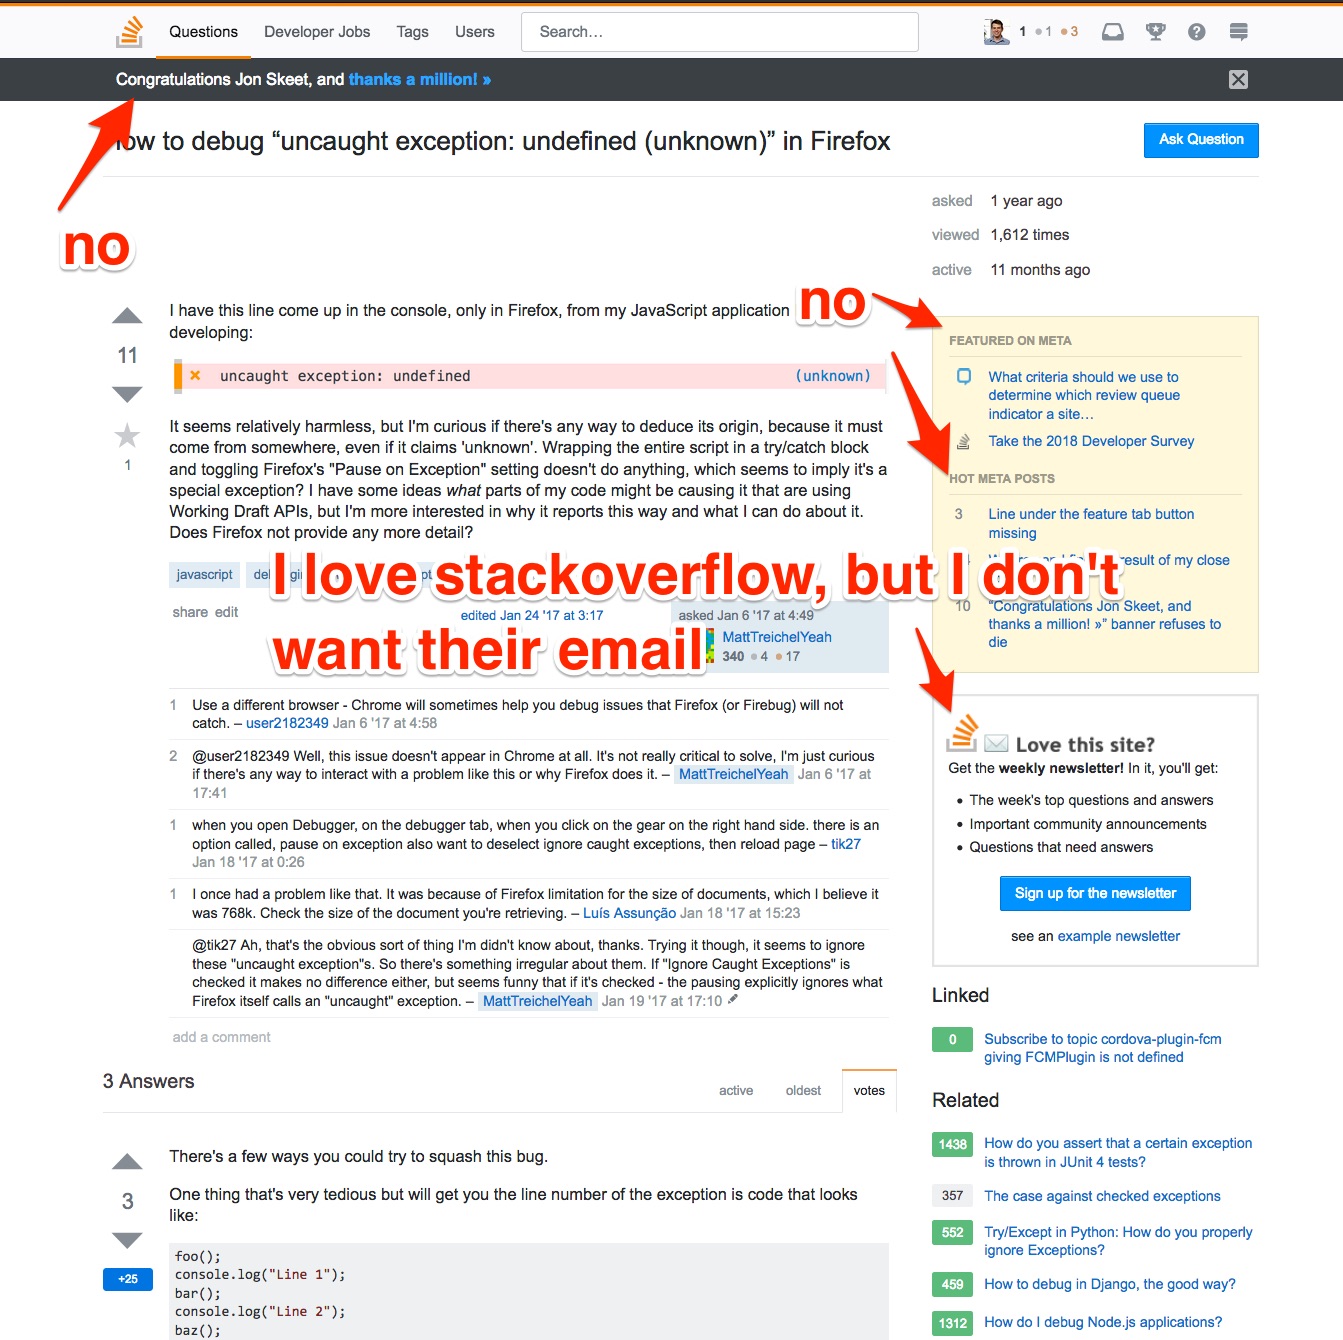 Questions Developer Jobs Tags Users Search… 1 1 3
Congratulations Jon Skeet, and thanks a million! »
ow to debug “uncaught exception: undefined (unknown)” in Firefox
Ask Question
no
asked 1 year ago
viewed 1,612 times
active 11 months ago
11
1
I have this line come up in the console, only in Firefox, from my JavaScript application
developing:
uncaught exception: undefined (unknown)
It seems relatively harmless, but I'm curious if there's any way to deduce its origin, because it must
come from somewhere, even if it claims 'unknown'. Wrapping the entire script in a try/catch block
and toggling Firefox's "Pause on Exception" setting doesn't do anything, which seems to imply it's a
special exception? I have some ideas what parts of my code might be causing it that are using
Working Draft APIs, but I'm more interested in why it reports this way and what I can do about it.
Does Firefox not provide any more detail?
no
FEATURED ON META
What criteria should we use to
determine which review queue
indicator a site…
Take the 2018 Developer Survey
HOT META POSTS
3 Line under the feature tab button
missing
result of my close
10 “Congratulations Jon Skeet, and
thanks a million! »” banner refuses to
die
javascript
I love stackoverflow, but I don't
want their email
share edit
edited Jan 24 '17 at 3:17
asked Jan 6 '17 at 4:49
MattTreichelYeah
340 4 17
1 Use a different browser - Chrome will sometimes help you debug issues that Firefox (or Firebug) will not
catch. – user2182349 Jan 6 '17 at 4:58
2 @user2182349 Well, this issue doesn't appear in Chrome at all. It's not really critical to solve, I'm just curious
if there's any way to interact with a problem like this or why Firefox does it. – MattTreichelYeah Jan 6 '17 at
17:41
1 when you open Debugger, on the debugger tab, when you click on the gear on the right hand side. there is an
option called, pause on exception also want to deselect ignore caught exceptions, then reload page – tik27
Jan 18 '17 at 0:26
1 I once had a problem like that. It was because of Firefox limitation for the size of documents, which I believe it
was 768k. Check the size of the document you're retrieving. – Luís Assunção Jan 18 '17 at 15:23
@tik27 Ah, that's the obvious sort of thing I'm didn't know about, thanks. Trying it though, it seems to ignore
these "uncaught exception"s. So there's something irregular about them. If "Ignore Caught Exceptions" is
checked it makes no difference either, but seems funny that if it's checked - the pausing explicitly ignores what
Firefox itself calls an "uncaught" exception. – MattTreichelYeah Jan 19 '17 at 17:10
add a comment
Love this site?
Get the weekly newsletter! In it, you'll get:
• The week's top questions and answers
• Important community announcements
• Questions that need answers
Sign up for the newsletter
see an example newsletter
Linked
0 Subscribe to topic cordova-plugin-fcm
giving FCMPlugin is not defined
Related
1438 How do you assert that a certain exception
is thrown in JUnit 4 tests?
357 The case against checked exceptions
552 Try/Except in Python: How do you properly
ignore Exceptions?
459 How to debug in Django, the good way?
1312 How do I debug Node.js applications?
3 Answers
active oldest votes
3
+25
There's a few ways you could try to squash this bug.
One thing that's very tedious but will get you the line number of the exception is code that looks
like:
foo();
console.log("Line 1");
bar();
console.log("Line 2");
baz();